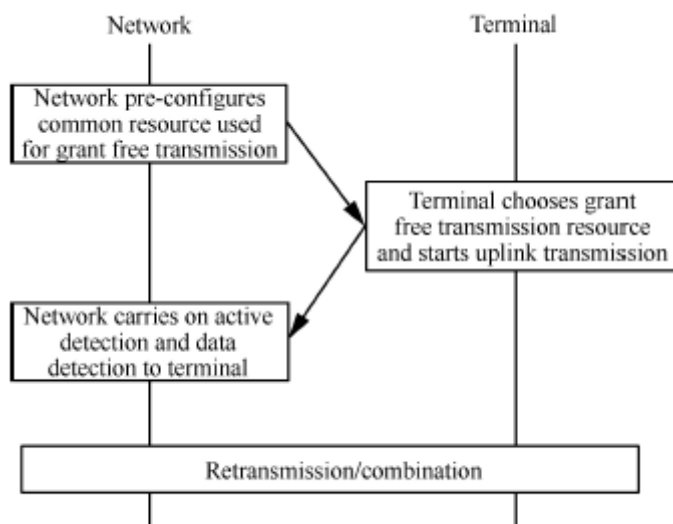 Network
Terminal
Network pre-configures
common resource used
for grant free transmission
Terminal chooses grant
free transmission resource
and starts uplink transmission
Network carries on active
detection and data
detection to terminal
Retransmission/combination